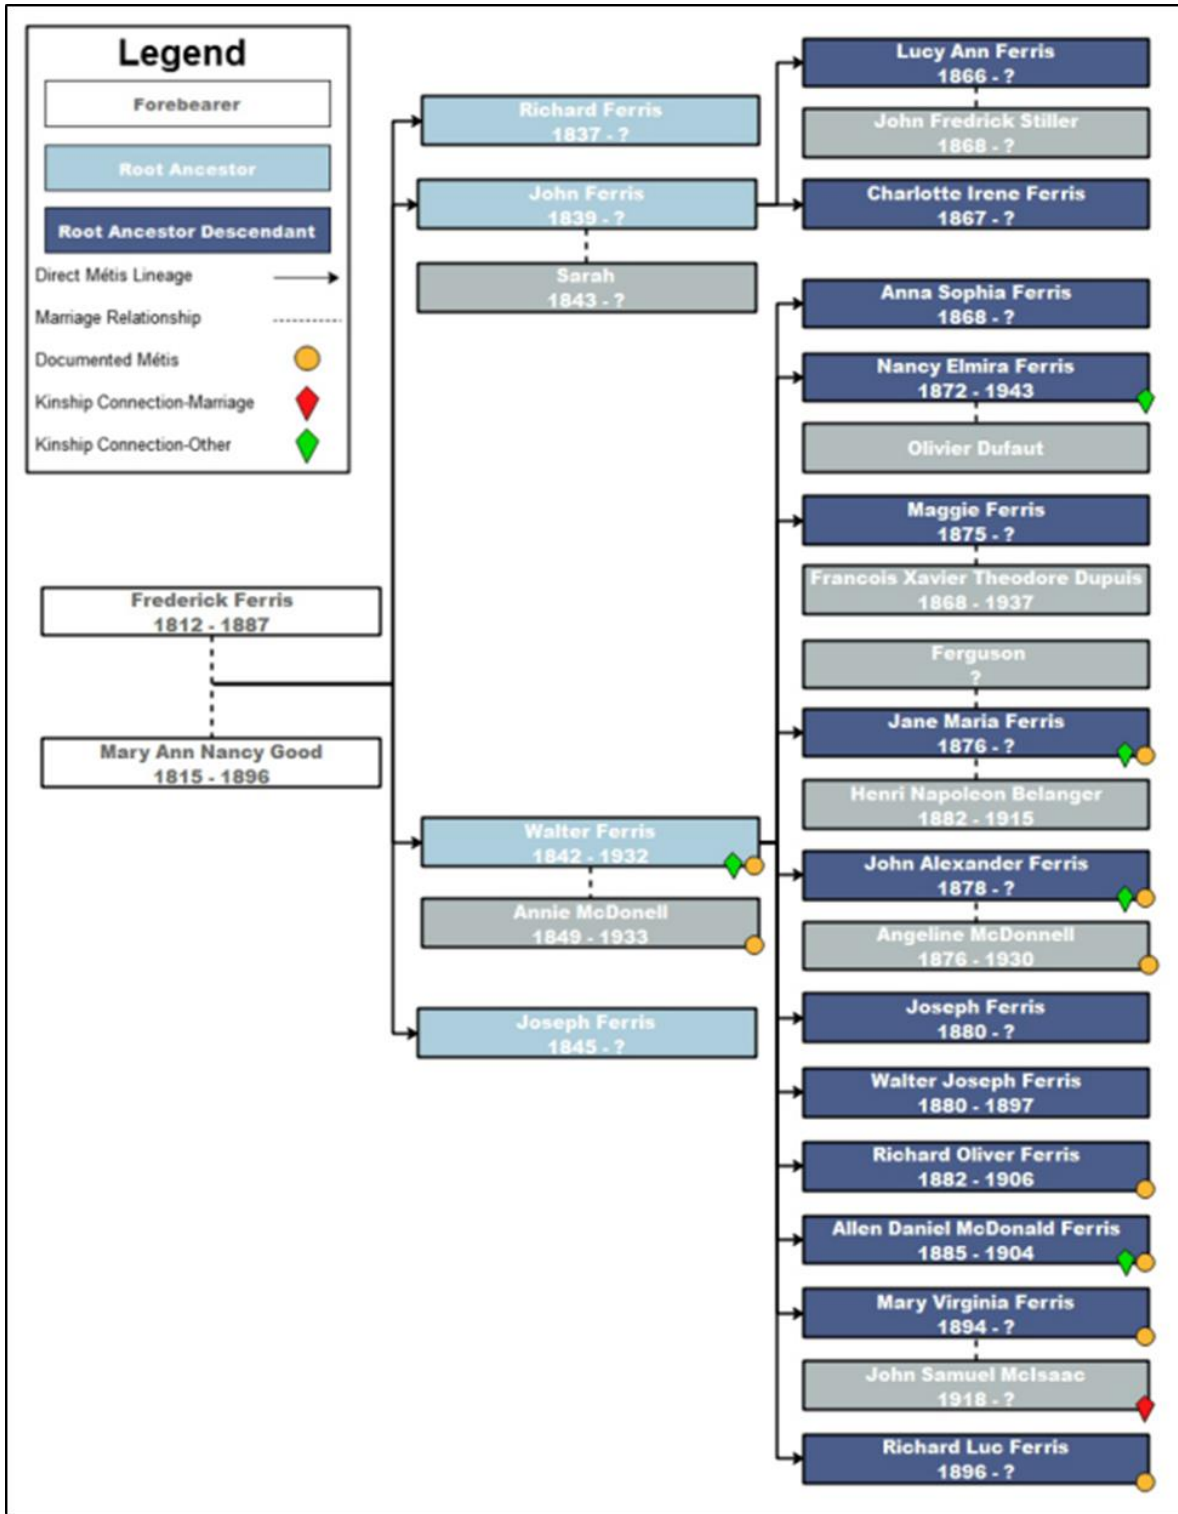 Legend
Forebearer
Root Ancestor
Root Ancestor Descendant
Direct Métis Lineage
Marriage Relationship
Documented Métis
Kinship Connection-Marriage
Kinship Connection-Other
Frederick Ferris
1812 - 1887
Mary Ann Nancy Good
1815 - 1896
Richard Ferris
1837 - ?
John Ferris
1839 - ?
Sarah
1843 - ?
Walter Ferris
1842 - 1932
Annie McDonell
1849 - 1933
Joseph Ferris
1845 - ?
Lucy Ann Ferris
1866 - ?
John Fredrick Stiller
1868 - ?
Charlotte Irene Ferris
1867 - ?
Anna Sophia Ferris
1868 - ?
Nancy Elmira Ferris
1872 - 1943
Olivier Dufaut
Maggie Ferris
1875 - ?
Francois Xavier Theodore Dupuis
1868 - 1937
Ferguson
?
Jane Maria Ferris
1876 - ?
Henri Napoleon Belanger
1882 - 1915
John Alexander Ferris
1878 - ?
Angeline McDonnell
1876 - 1930
Joseph Ferris
1880 - ?
Walter Joseph Ferris
1880 - 1897
Richard Oliver Ferris
1882 - 1906
Allen Daniel McDonald Ferris
1885 - 1904
Mary Virginia Ferris
1894 - ?
John Samuel McIsaac
1918 - ?
Richard Luc Ferris
1896 - ?